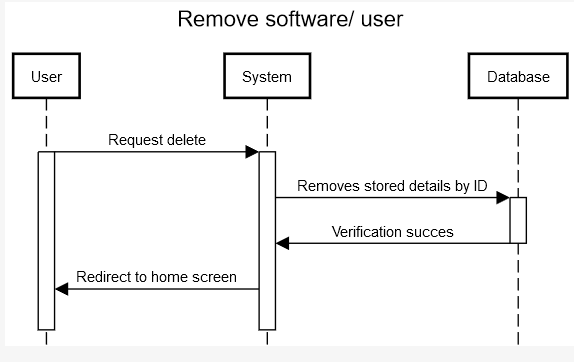 Remove software/ user
User
System
Database
Request delete
Removes stored details by ID
Verification succes
Redirect to home screen